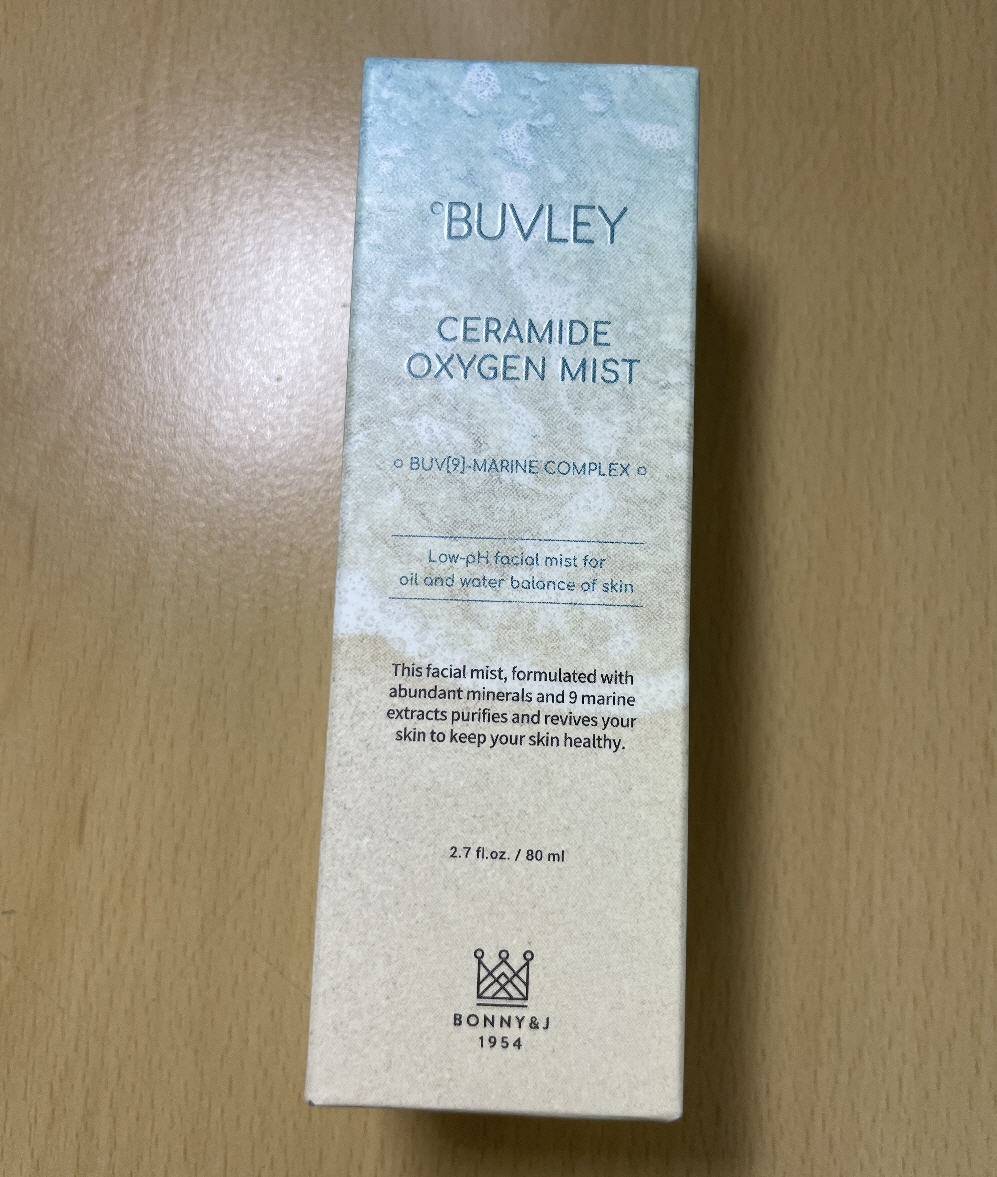 °BUVLEY
CERAMIDE
OXYGEN MIST
○ BUV[9]-MARINE COMPLEX ○
Low-pH facial mist for
oil and water balance of skin
This facial mist, formulated with
abundant minerals and 9 marine
extracts purifies and revives your
skin to keep your skin healthy.
2.7 fl.oz. / 80 ml
BONNY&J
1954